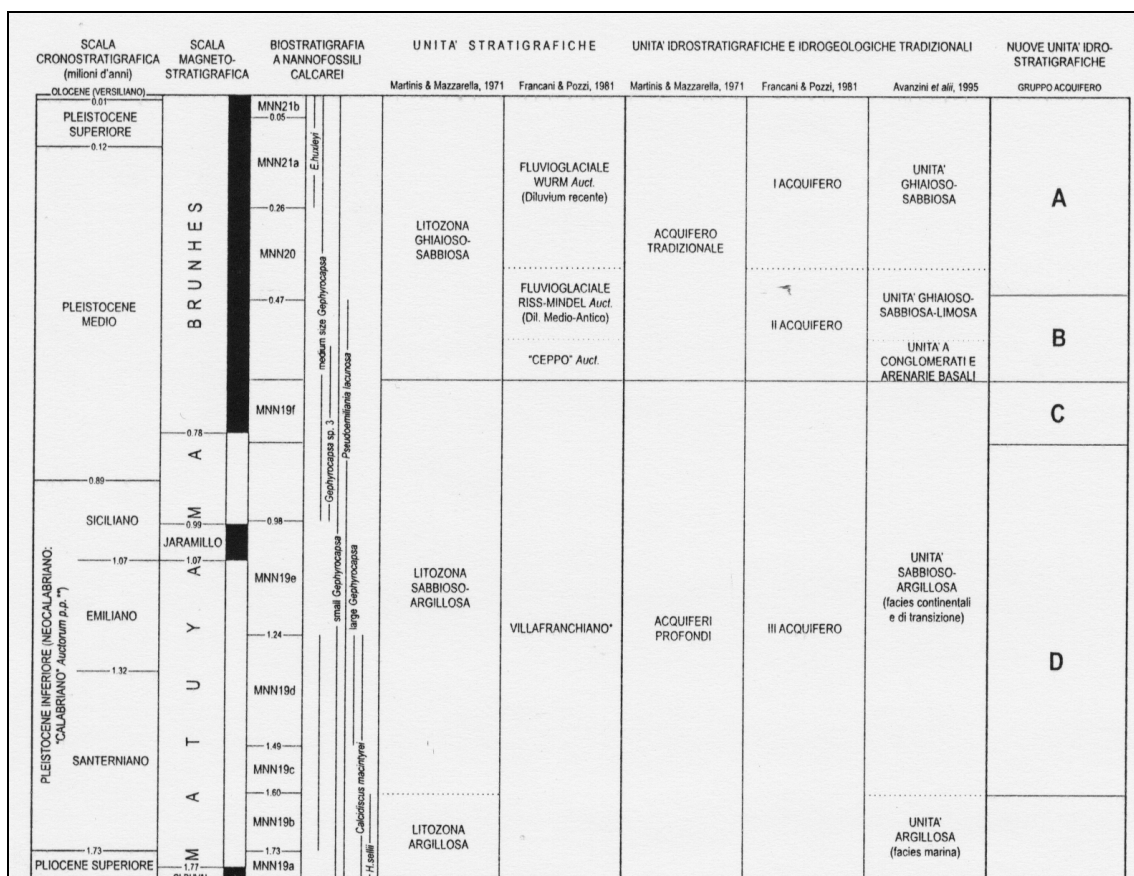 SCALA
CRONOSTRATIGRAFICA
(milioni d'anni)
SCALA
MAGNETO-
STRATIGRAFICA
BIOSTRATIGRAFIA
A NANNOFOSSILI
CALCAREI
UNITA' STRATIGRAFICHE
UNITA' IDROSTRATIGRAFICHE E IDROGEOLOGICHE TRADIZIONALI
NUOVE UNITA' IDRO-
STRATIGRAFICHE
Martinis & Mazzarella, 1971
Francani & Pozzi, 1981
Martinis & Mazzarella, 1971
Francani & Pozzi, 1981
Avanzini et alii, 1995
GRUPPO ACQUIFERO
OLOCENE (VERSILIANO)
0.01
PLEISTOCENE
SUPERIORE
0.12
PLEISTOCENE
MEDIO
0.89
PLEISTOCENE INFERIORE (NEOCALABRIANO:
"CALABRIANO" Auctorum p.p.**)
SICILIANO
1.07
EMILIANO
1.32
SANTERNIANO
1.73
PLIOCENE SUPERIORE
BRUNHES
0.78
MATUYAMA
0.99
JARAMILLO
1.07
M
1.77
MNN21b
0.05
MNN21a
0.26
MNN20
0.47
MNN19f
0.98
MNN19e
1.24
MNN19d
1.49
MNN19c
1.60
MNN19b
1.73
MNN19a
E.huxleyi
medium size Gephyrocapsa
Gephyrocapsa sp. 3
small Gephyrocapsa
Pseudoemiliania lacunosa
large Gephyrocapsa
Calcidiscus macintyrei
H.sellii
LITOZONA
GHIAIOSO-
SABBIOSA
LITOZONA
SABBIOSO-
ARGILLOSA
LITOZONA
ARGILLOSA
FLUVIOGLACIALE
WURM Auct.
(Diluvium recente)
FLUVIOGLACIALE
RISS-MINDEL Auct.
(Dil. Medio-Antico)
"CEPPO" Auct.
VILLAFRANCHIANO*
ACQUIFERO
TRADIZIONALE
ACQUIFERI
PROFONDI
I ACQUIFERO
II ACQUIFERO
III ACQUIFERO
UNITA'
GHIAIOSO-
SABBIOSA
UNITA' GHIAIOSO-
SABBIOSA-LIMOSA
UNITA' A
CONGLOMERATI E
ARENARIE BASALI
UNITA'
SABBIOSO-
ARGILLOSA
(facies continentali
e di transizione)
UNITA'
ARGILLOSA
(facies marina)
A
B
C
D